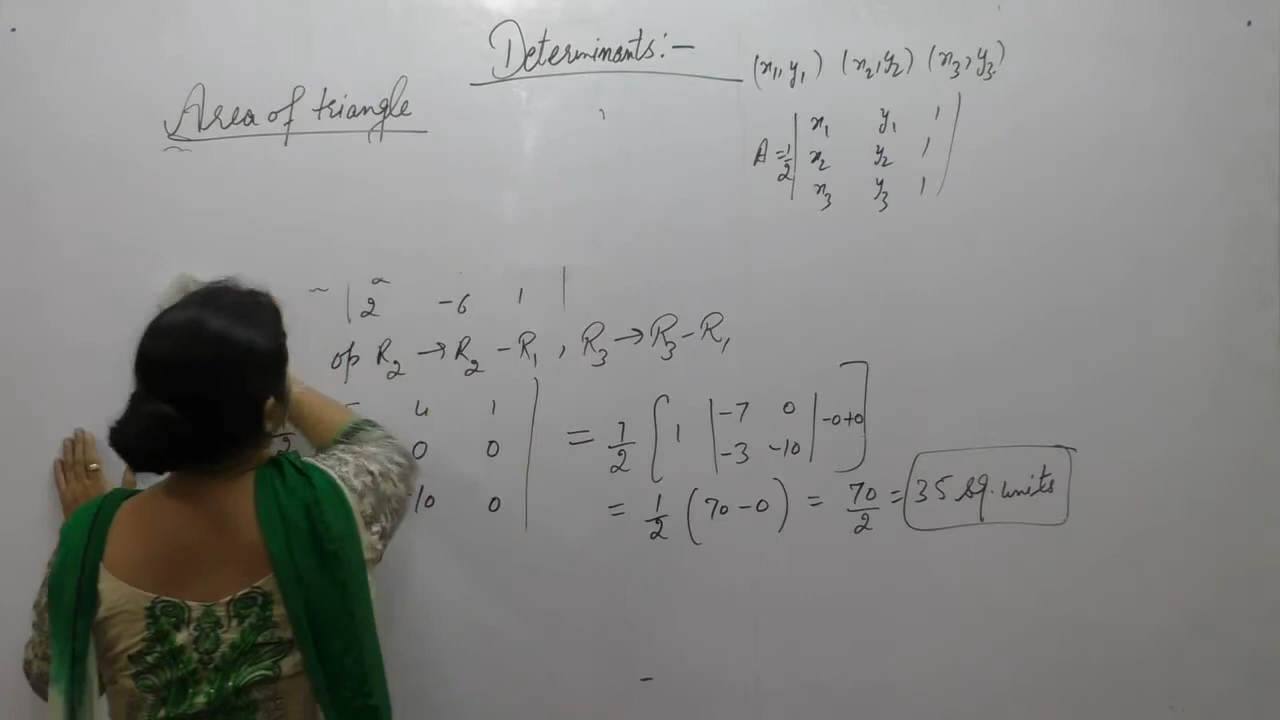 Determinants:-
(x₁, y₁) (x₂, y₂) (x₃, y₃)
Area of triangle
A = 1/2 | x₁ y₁ 1 |
x₂ y₂ 1
x₃ y₃ 1
| 2 -6 1 |
op R₂ → R₂ - R₁ , R₃ → R₃ - R₁
4 1
0 0
10 0
= 1/2 [ 1 | -7 0 | -0+0 ]
-3 -10
= 1/2 (70-0) = 70/2 = 35 sq. units